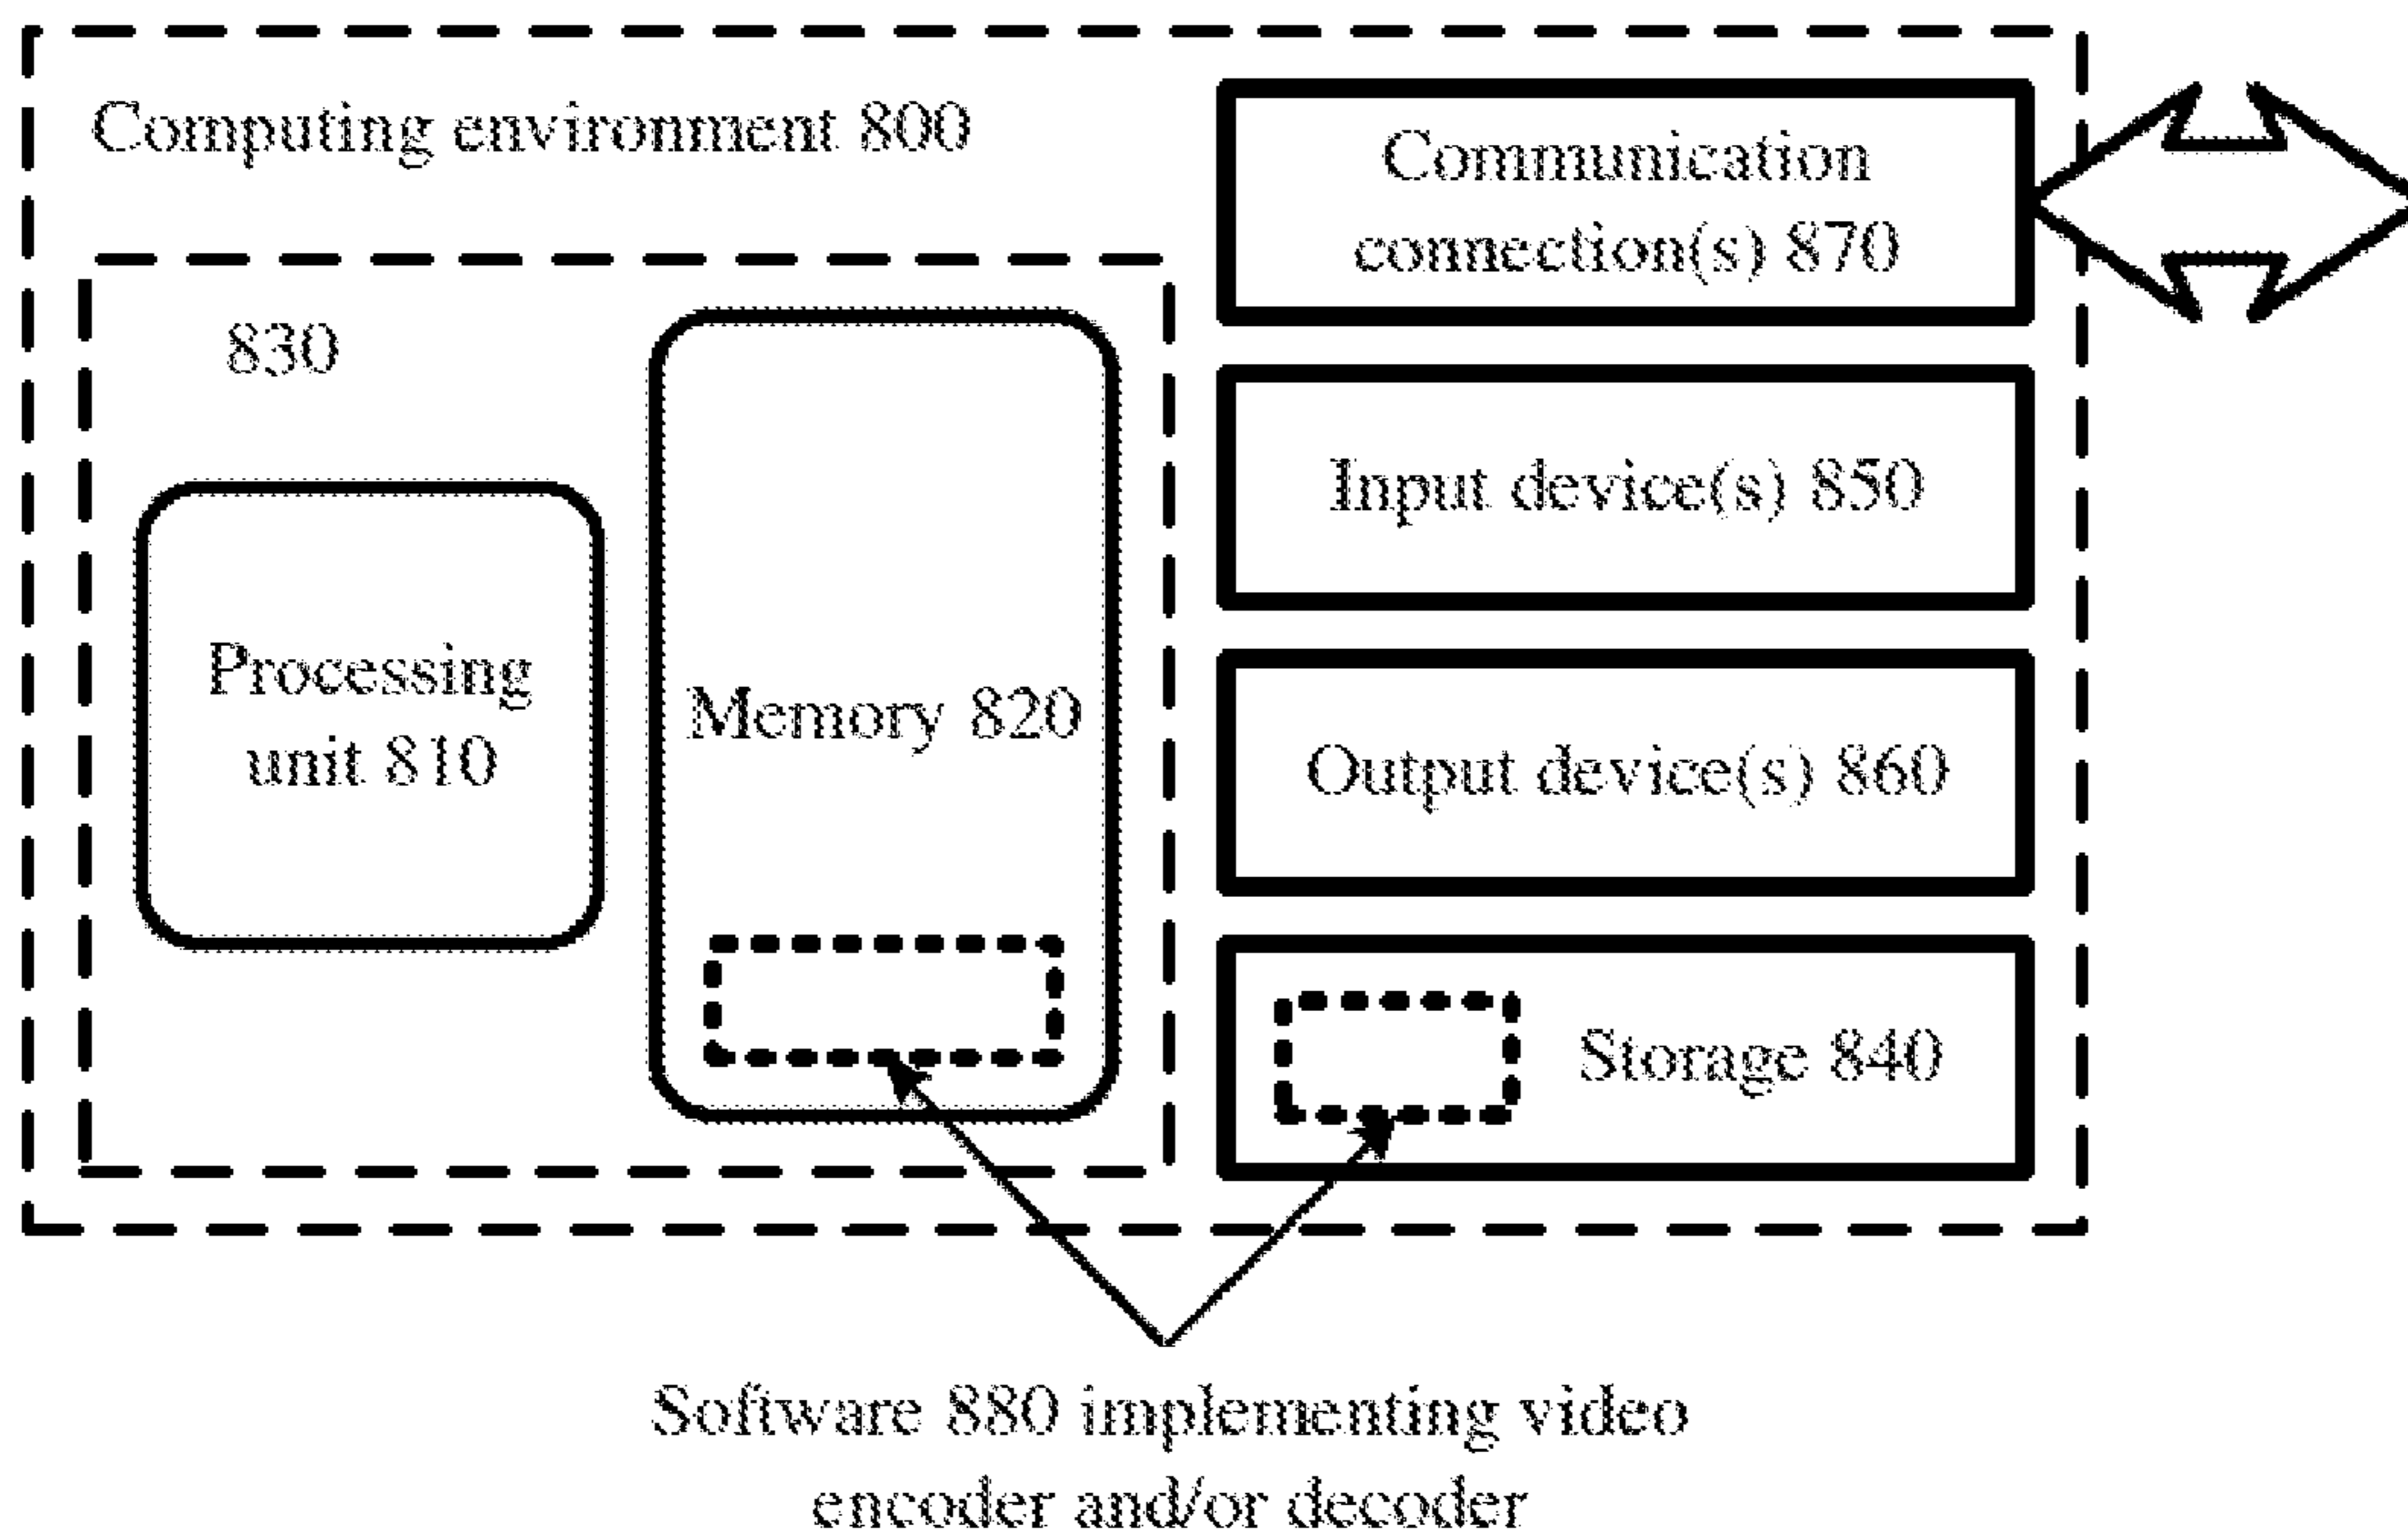 Computing environment 800
Communication
connection(s) 870
830
Input device(s) 850
Processing
unit 810
Memory 820
Output device(s) 860
Storage 840
Software 880 implementing video
encoder and/or decoder